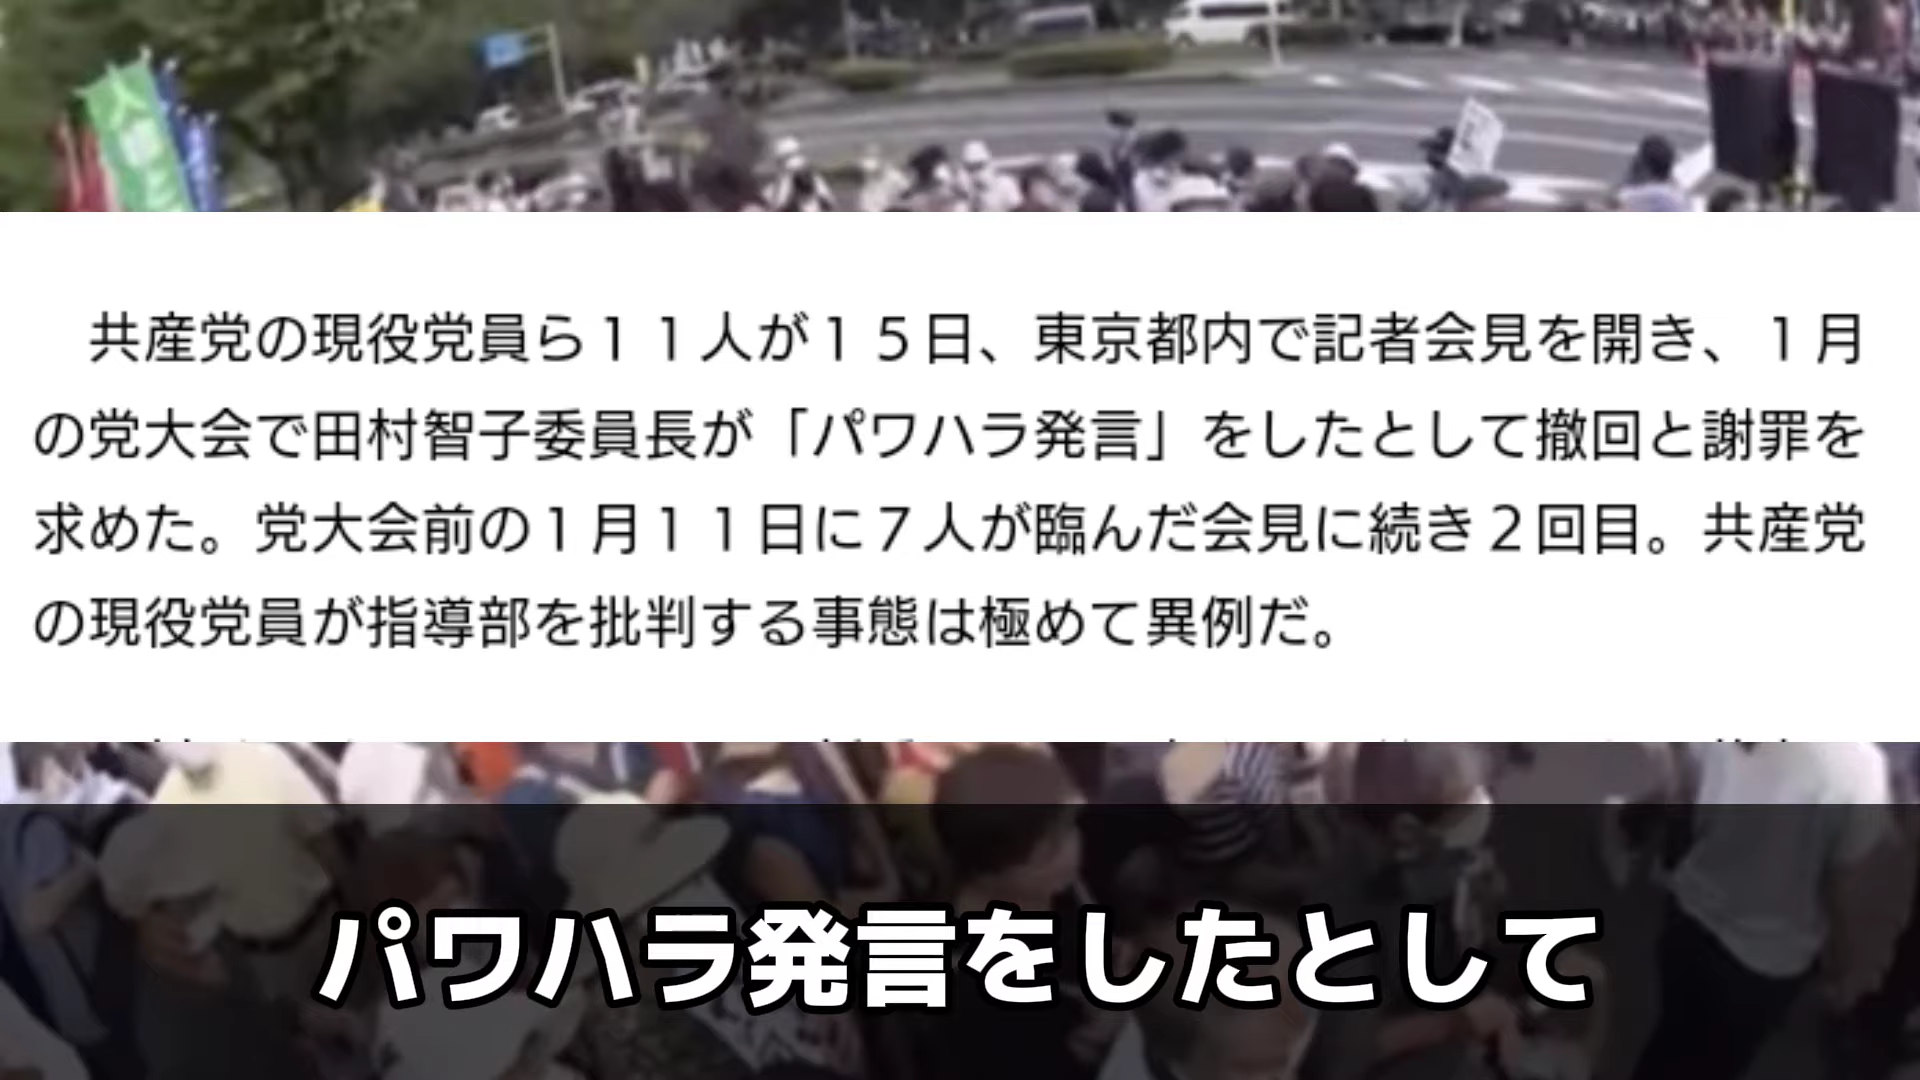 共産党の現役党員ら１１人が１５日、東京都内で記者会見を開き、１月
の党大会で田村智子委員長が「パワハラ発言」をしたとして撤回と謝罪を
求めた。党大会前の１月１１日に７人が臨んだ会見に続き２回目。共産党
の現役党員が指導部を批判する事態は極めて異例だ。
パワハラ発言をしたとして